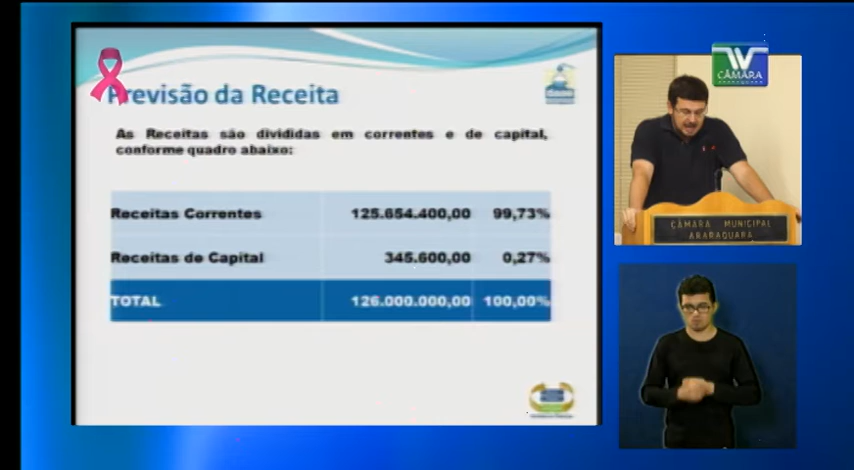 Previsão da Receita
As Receitas são divididas em correntes e de capital,
conforme quadro abaixo:
Receitas Correntes 125.654.400,00 99,73%
Receitas de Capital 345.600,00 0,27%
TOTAL 126.000.000,00 100,00%
CÂMARA
CÂMARA MUNICIPAL
ARARAQUARA